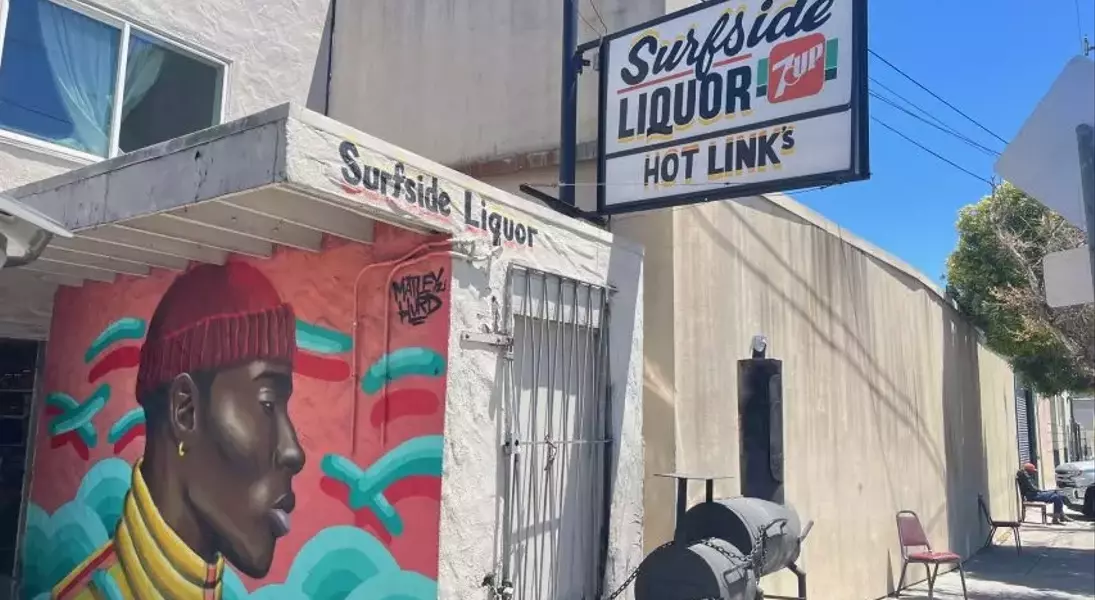 Surfside
LIQUOR 7UP
HOT LINK's
Surfside Liquor
MATLEY
HURD